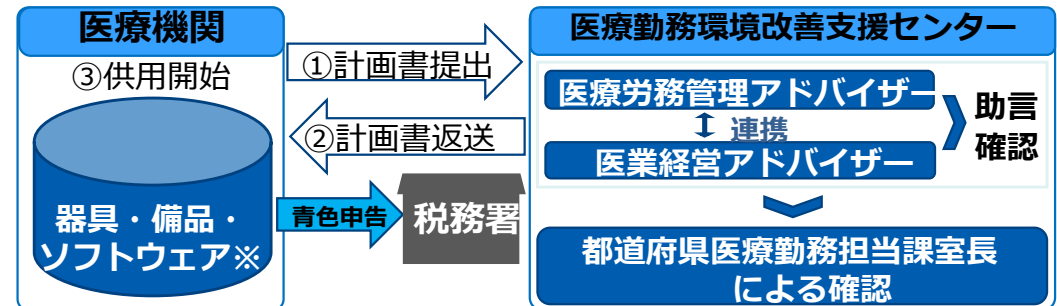 医療機関
③供用開始
器具・備品・
ソフトウェア※
①計画書提出
②計画書返送
青色申告
税務署
医療勤務環境改善支援センター
医療労務管理アドバイザー
連携
医業経営アドバイザー
助言
確認
都道府県医療勤務担当課室長
による確認